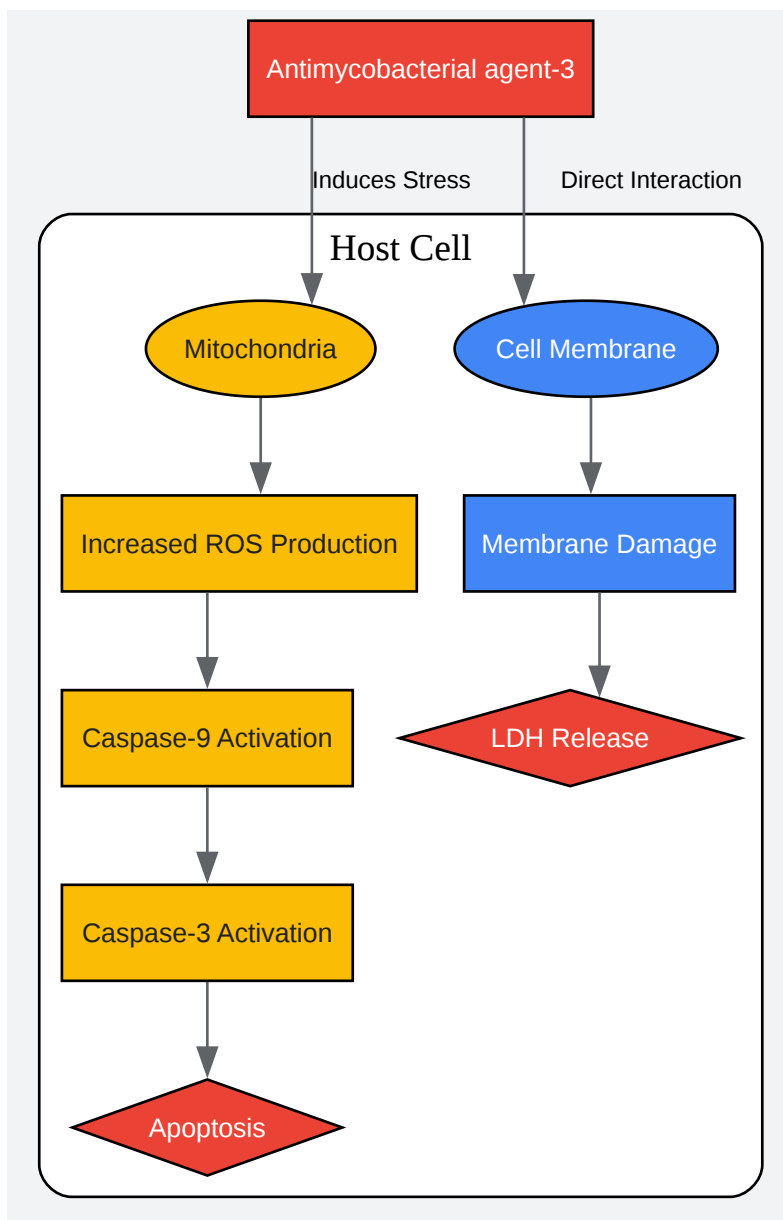 Antimycobacterial agent-3
Induces Stress
Direct Interaction
Host Cell
Mitochondria
Cell Membrane
Increased ROS Production
Membrane Damage
Caspase-9 Activation
LDH Release
Caspase-3 Activation
Apoptosis